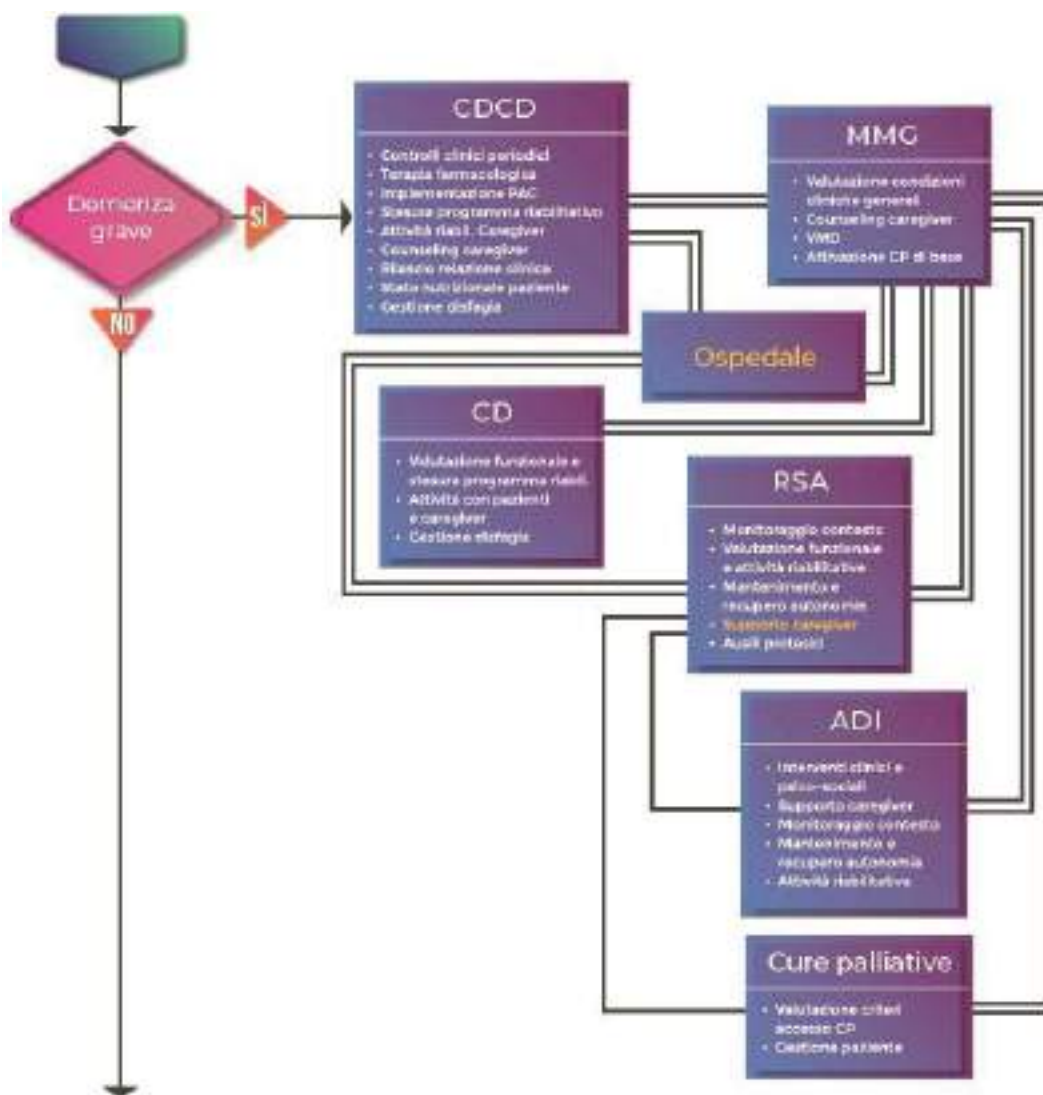 Demenza
grave
SÌ
NO
CDCD
• Controlli clinici periodici
• Terapia farmacologica
• Implementazione PAC
• Stesura programma riabilitativo
• Attività riabil. Caregiver
• Counseling caregiver
• Bilancio relazione clinica
• Stato nutrizionale paziente
• Gestione disfagia
MMG
• Valutazione condizioni
cliniche generali
• Counseling caregiver
• VMD
• Attivazione CP di base
Ospedale
CD
• Valutazione funzionale e
stesura programma riabil.
• Attività con pazienti
e caregiver
• Gestione disfagia
RSA
• Monitoraggio contesto
• Valutazione funzionale
e attività riabilitative
• Mantenimento e
recupero autonomie
• Supporto caregiver
• Ausili protesici
ADI
• Interventi clinici e
psico-sociali
• Supporto caregiver
• Monitoraggio contesto
• Mantenimento e
recupero autonomia
• Attività riabilitative
Cure palliative
• Valutazione criteri
accesso CP
• Gestione paziente